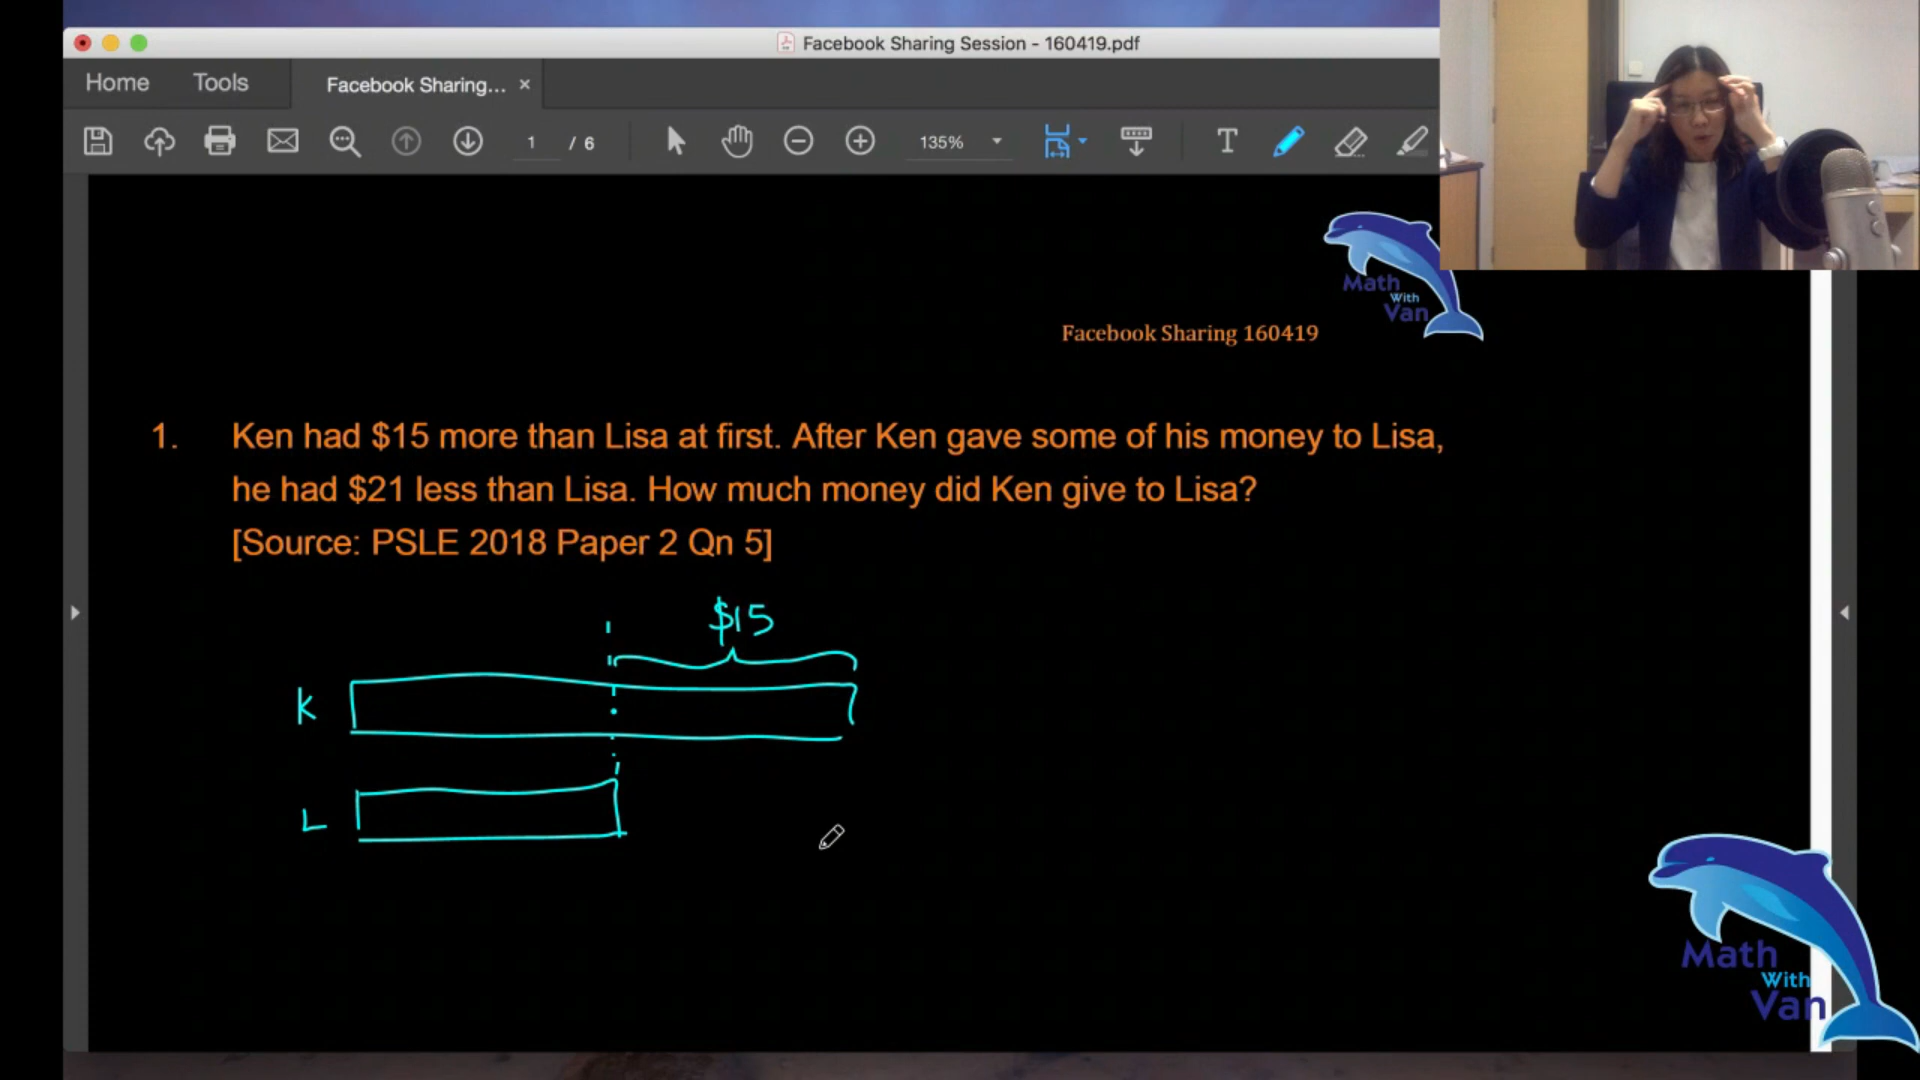 Facebook Sharing Session - 160419.pdf
Home Tools Facebook Sharing... ×
1 / 6 135% T
Math
With
Van
Facebook Sharing 160419
1. Ken had $15 more than Lisa at first. After Ken gave some of his money to Lisa,
he had $21 less than Lisa. How much money did Ken give to Lisa?
[Source: PSLE 2018 Paper 2 Qn 5]
$15
K
L
Math
With
Van